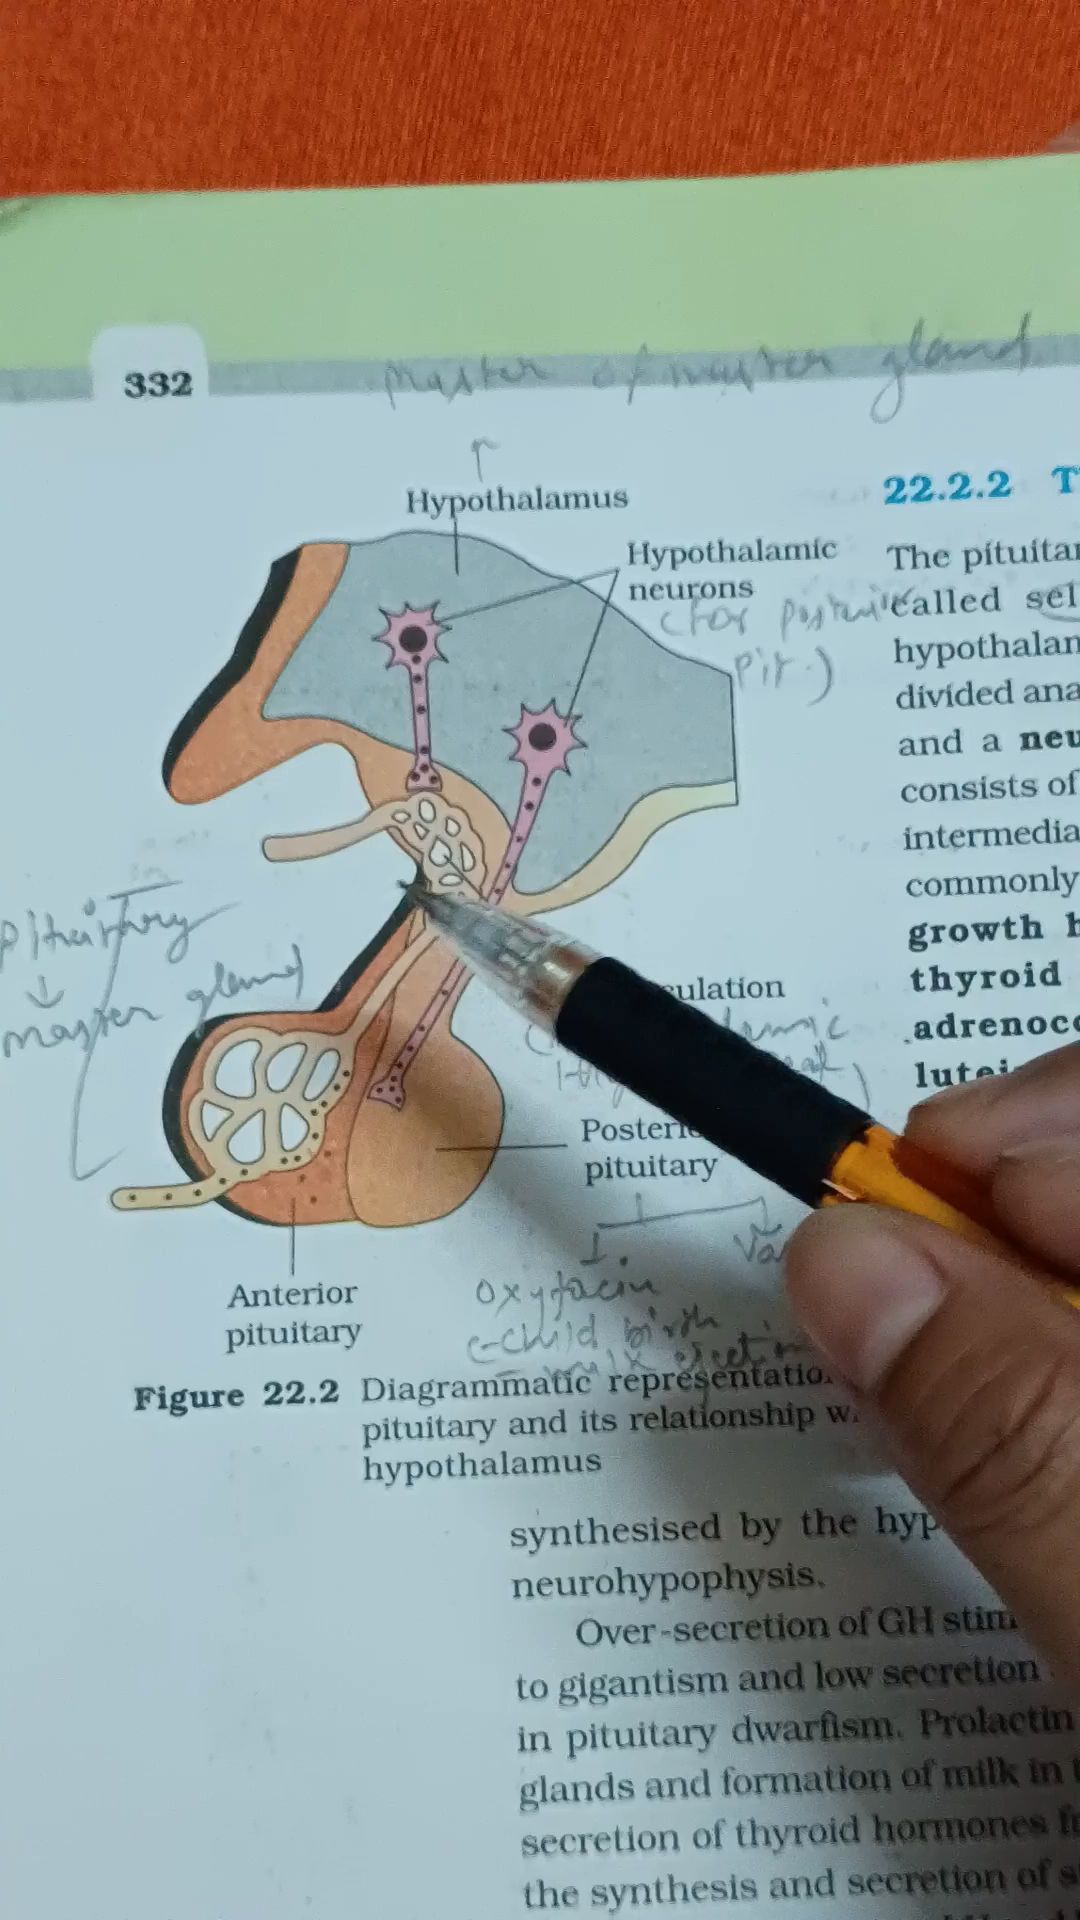 332
master of master gland
Hypothalamus
Hypothalamic
neurons
(for
pit.)
Pituitary
master gland
ulation
Posteri
pituitary
Oxytacin
child birth
milk ejection
Anterior
pituitary
Figure 22.2 Diagrammatic representatio
pituitary and its relationship w
hypothalamus
22.2.2 T
The pituitar
called sel
hypothalan
divided ana
and a neu
consists of
intermedia
commonly
growth h
thyroid
adrenoco
lutei
synthesised by the hyp
neurohypophysis.
Over-secretion of GH stim
to gigantism and low secretion
in pituitary dwarfism. Prolactin
glands and formation of milk in t
secretion of thyroid hormones f
the synthesis and secretion of s